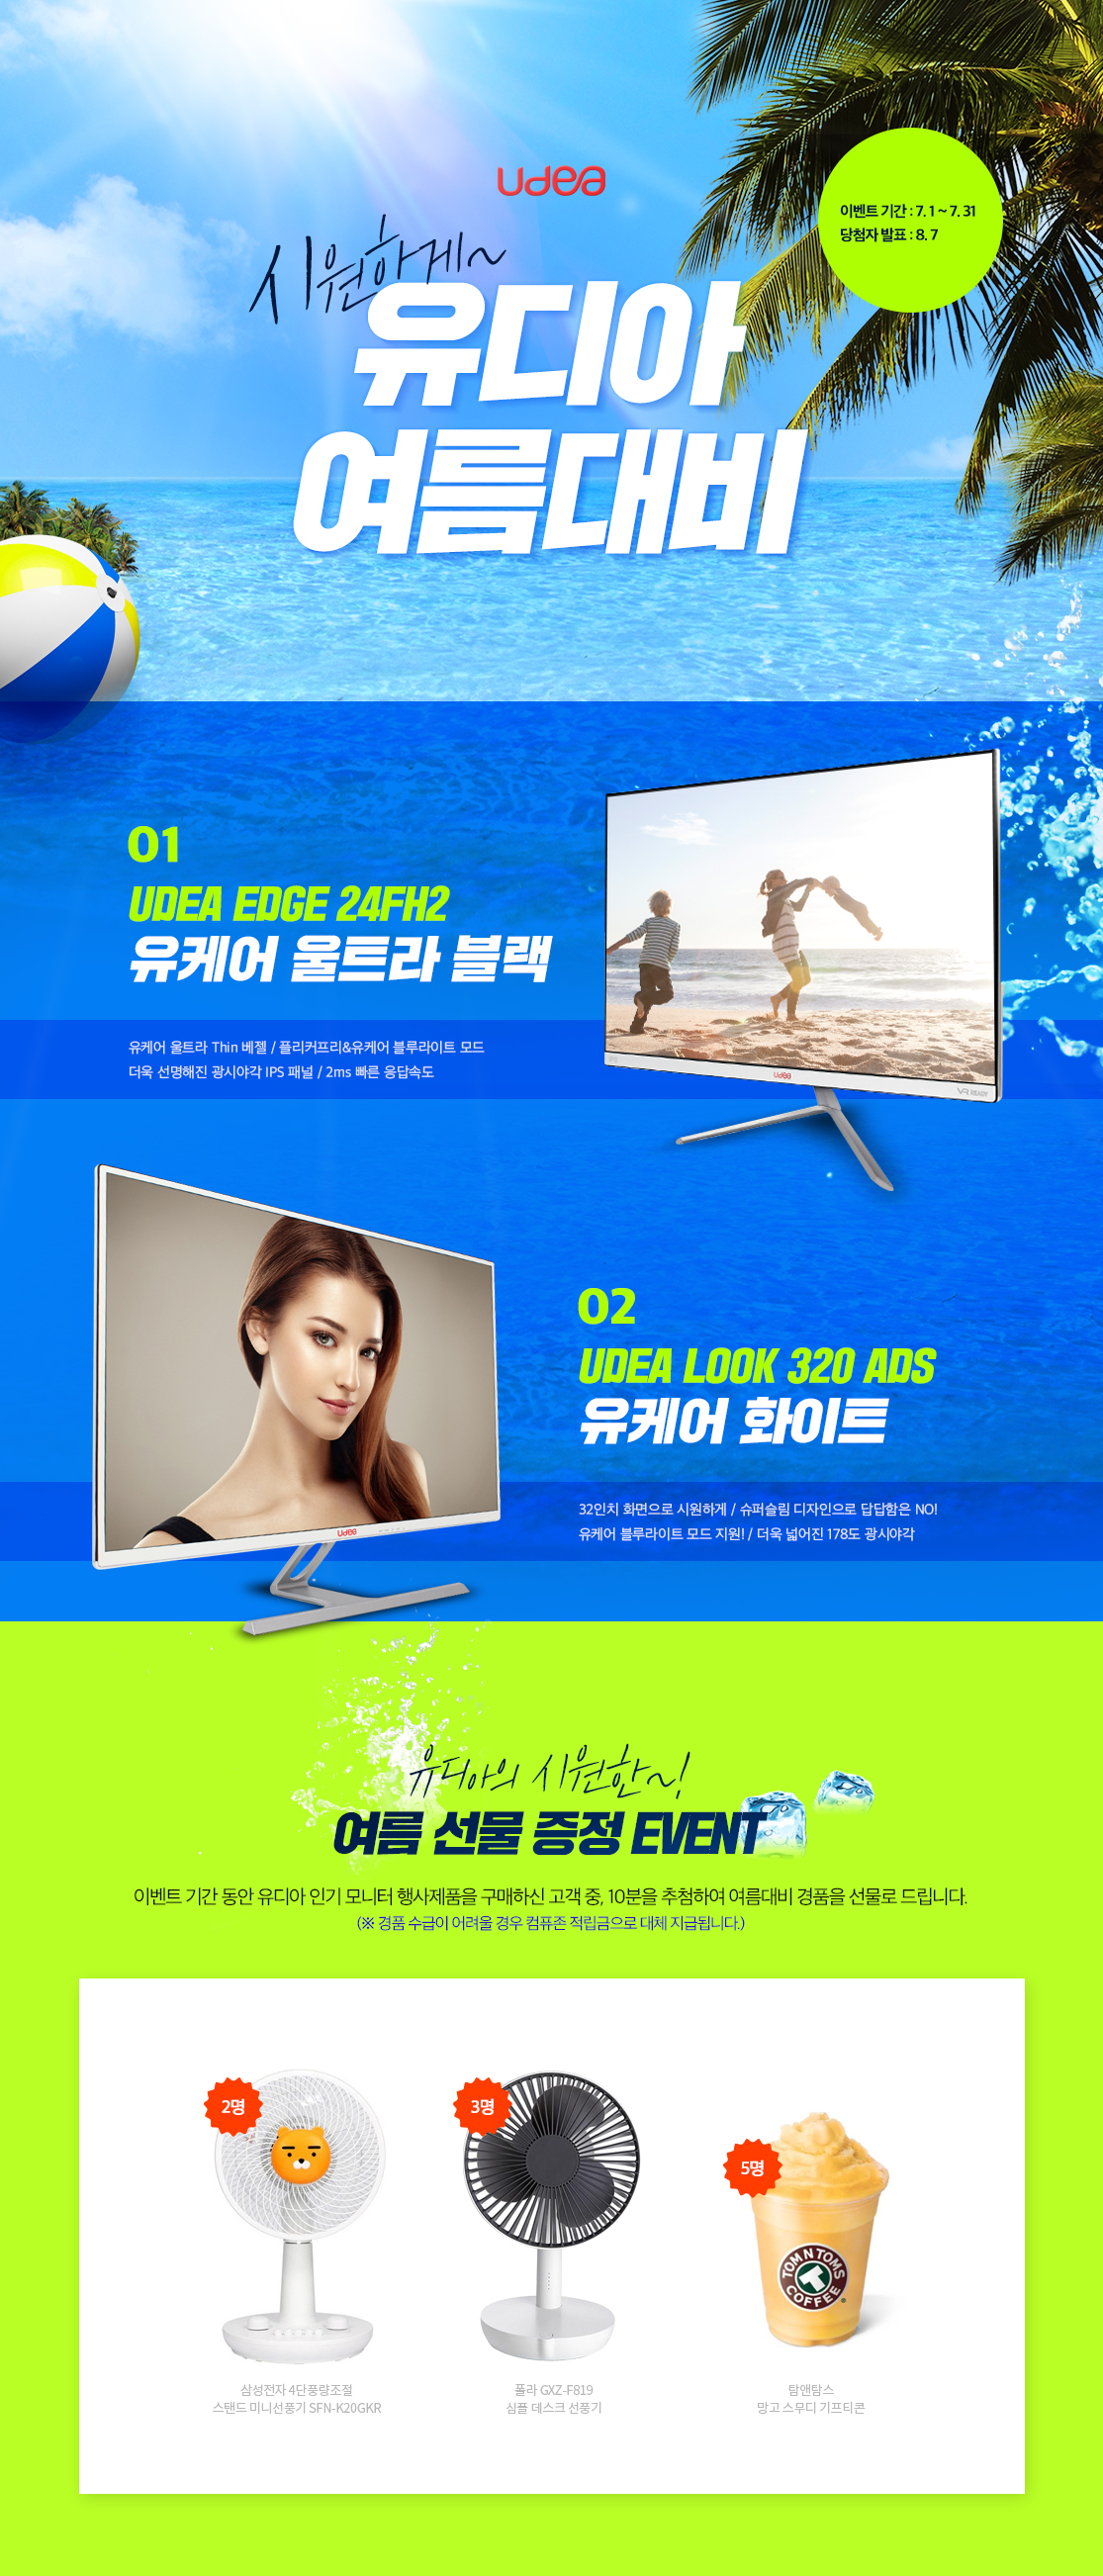 udea
이벤트 기간 : 7. 1 ~ 7. 31
당첨자 발표 : 8. 7
시원하게~
유디아
여름대비
01
UDEA EDGE 24FH2
유케어 울트라 블랙
유케어 울트라 Thin 베젤 / 플리커프리&유케어 블루라이트 모드
더욱 선명해진 광시야각 IPS 패널 / 2ms 빠른 응답속도
IPS
udea
VR READY
02
UDEA LOOK 320 ADS
유케어 화이트
32인치 화면으로 시원하게 / 슈퍼슬림 디자인으로 답답함은 NO!
유케어 블루라이트 모드 지원! / 더욱 넓어진 178도 광시야각
udea
유디아의 시원한~!
여름 선물 증정 EVENT
이벤트 기간 동안 유디아 인기 모니터 행사제품을 구매하신 고객 중, 10분을 추첨하여 여름대비 경품을 선물로 드립니다.
(※ 경품 수급이 어려울 경우 컴퓨존 적립금으로 대체 지급됩니다.)
2명
3명
5명
TOM N TOMS
COFFEE
삼성전자 4단풍량조절
스탠드 미니선풍기 SFN-K20GKR
폴라 GXZ-F819
심플 데스크 선풍기
탐앤탐스
망고 스무디 기프티콘